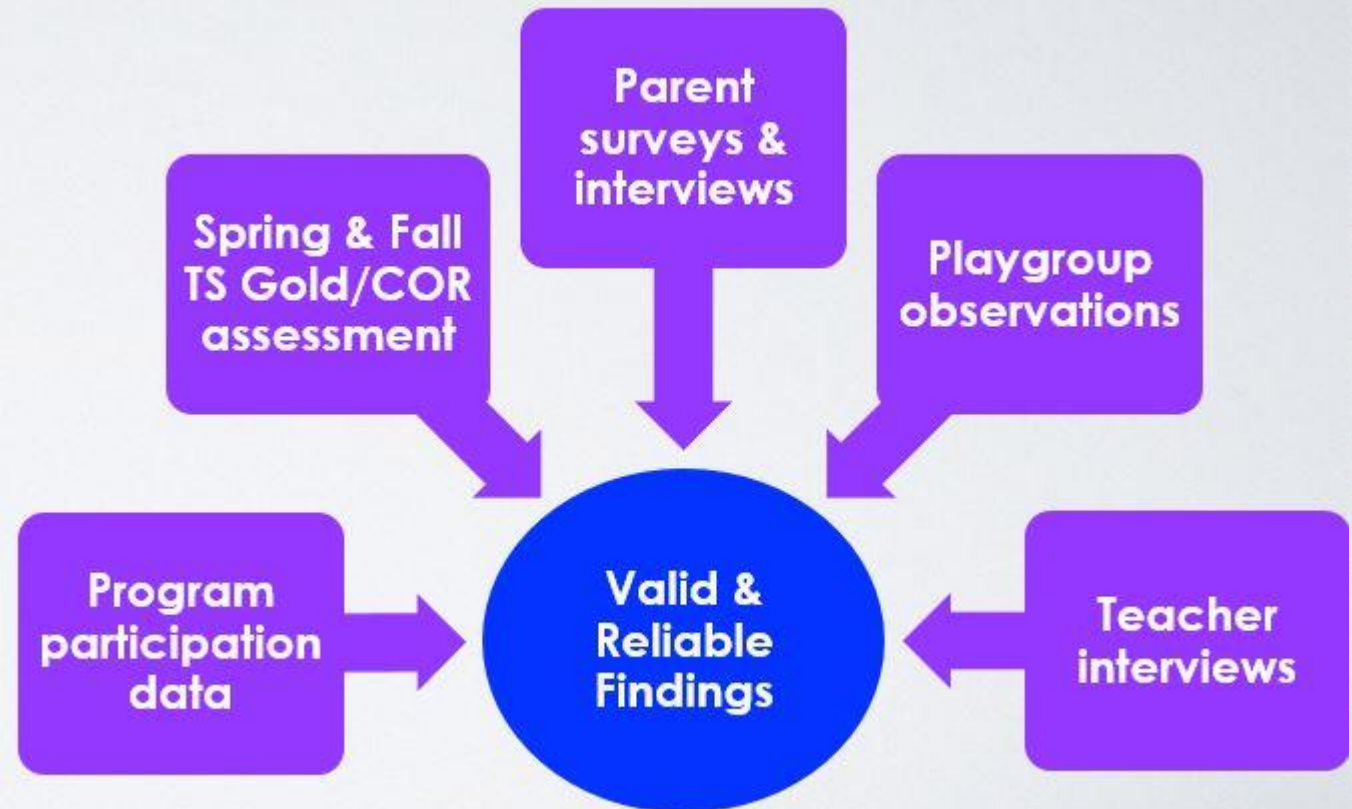 Parent
surveys &
interviews
Spring & Fall
TS Gold/COR
assessment
Playgroup
observations
Program
participation
data
Valid &
Reliable
Findings
Teacher
interviews